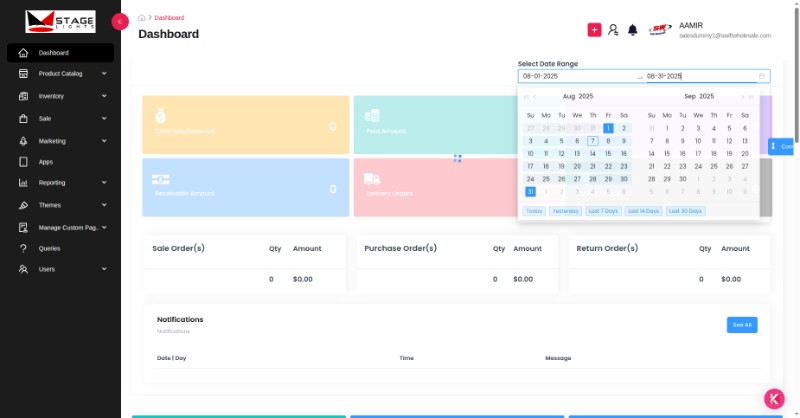 STAGE
LIGHTS
Dashboard
Product Catalog
Inventory
Sale
Marketing
Apps
Reporting
Themes
Manage Custom Pag..
Queries
Users
Dashboard
Dashboard
AAMIR
salesdummy1@swiftwholesale.com
Select Date Range
08-01-2025 → 08-31-2025
Aug 2025 Sep 2025
Su Mo Tu We Th Fr Sa Su Mo Tu We Th Fr Sa
27 28 29 30 31 1 2 31 1 2 3 4 5 6
3 4 5 6 7 8 9 7 8 9 10 11 12 13
10 11 12 13 14 15 16 14 15 16 17 18 19 20
17 18 19 20 21 22 23 21 22 23 24 25 26 27
24 25 26 27 28 29 30 28 29 30 1 2 3 4
31 1 2 3 4 5 6 5 6 7 8 9 10 11
Today Yesterday Last 7 Days Last 14 Days Last 30 Days
0
Paid Amount
Receivable Amount 0
Delivery Orders
Sale Order(s) Qty Amount
0 $0.00
Purchase Order(s) Qty Amount
0 $0.00
Return Order(s) Qty Amount
0 $0.00
Notifications
Notifications
See All
Date | Day Time Message